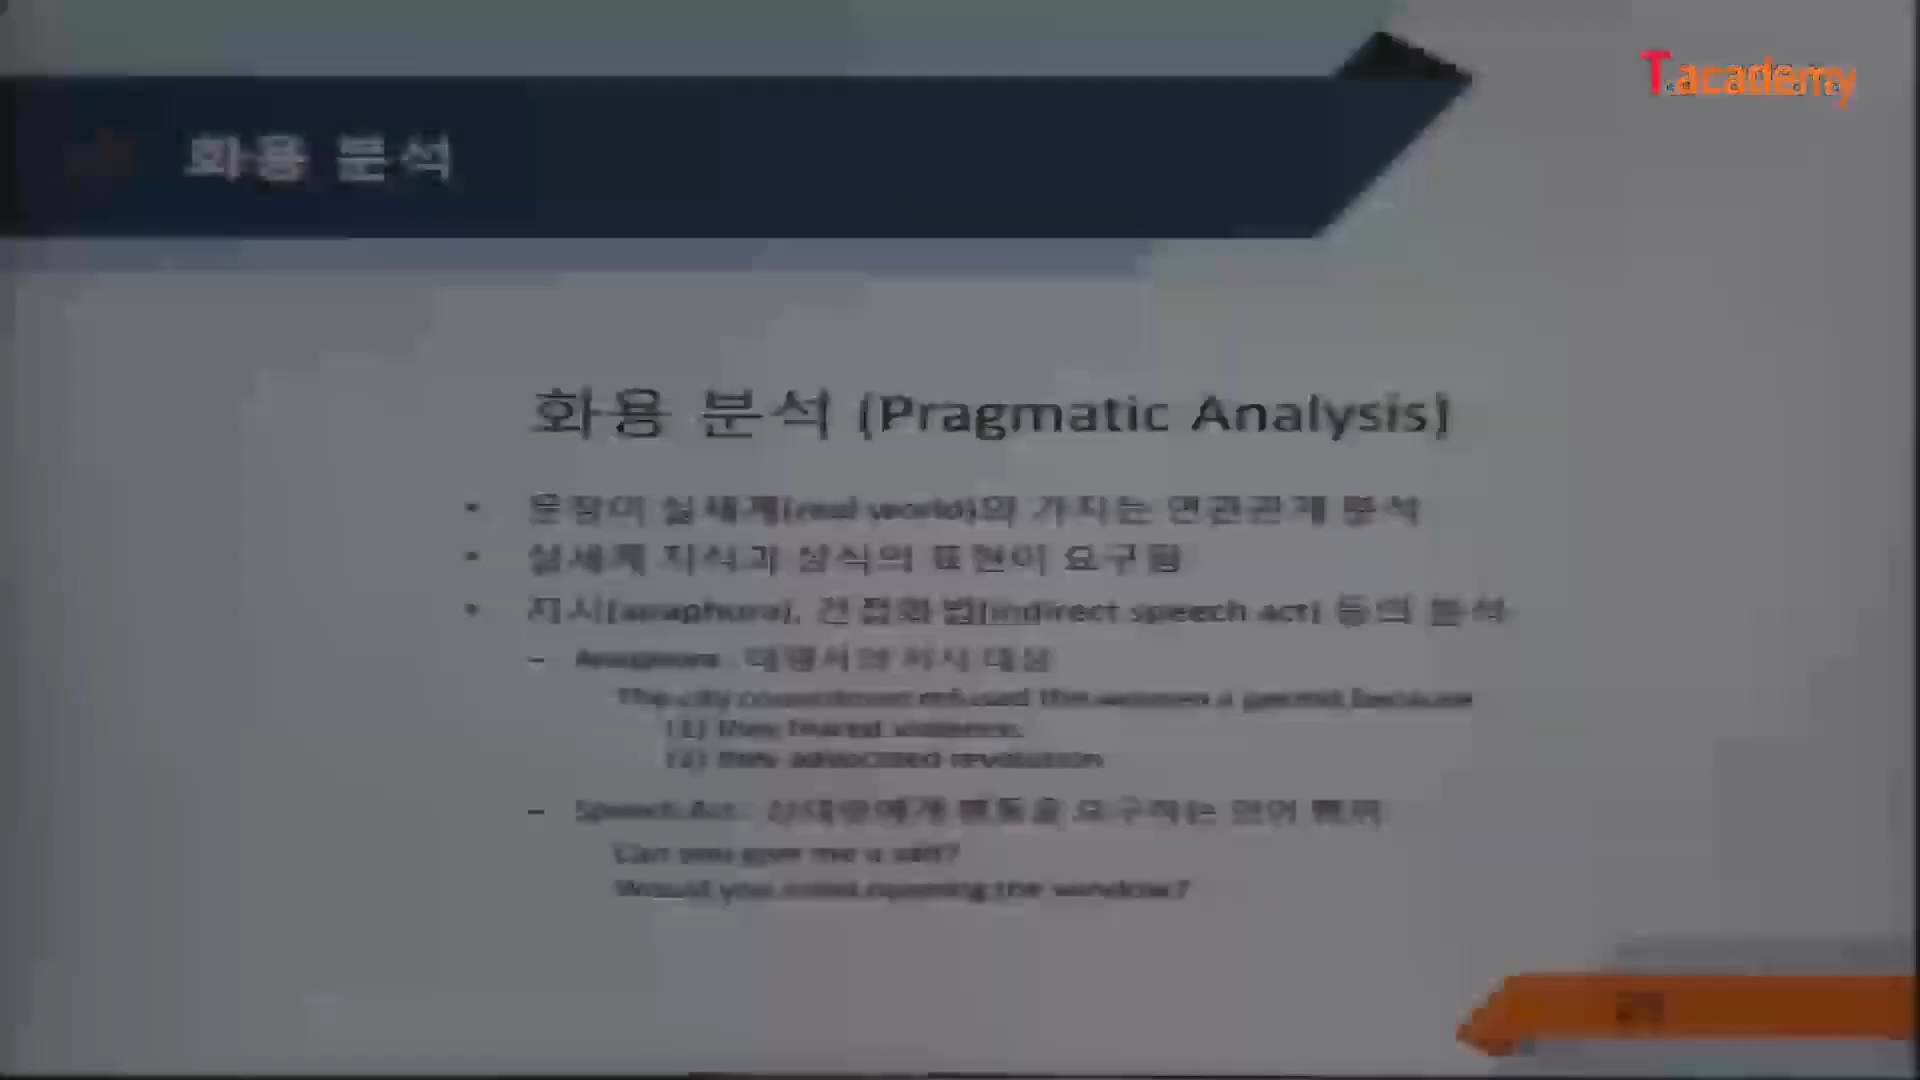 Tacademy
화용 분석
화용 분석 (Pragmatic Analysis)
• 문장이 실세계(real world)와 가지는 연관관계 분석
• 실세계 지식과 상식의 표현이 요구됨
• 지시(anaphora), 간접화법(indirect speech act) 등의 분석
– Anaphora : 대명사의 지시 대상
The city councilmen refused the women a permit because
(1) they feared violence.
(2) they advocated revolution
– Speech Act : 상대방에게 행동을 요구하는 언어 행위
Can you give me a salt?
Would you mind opening the window?